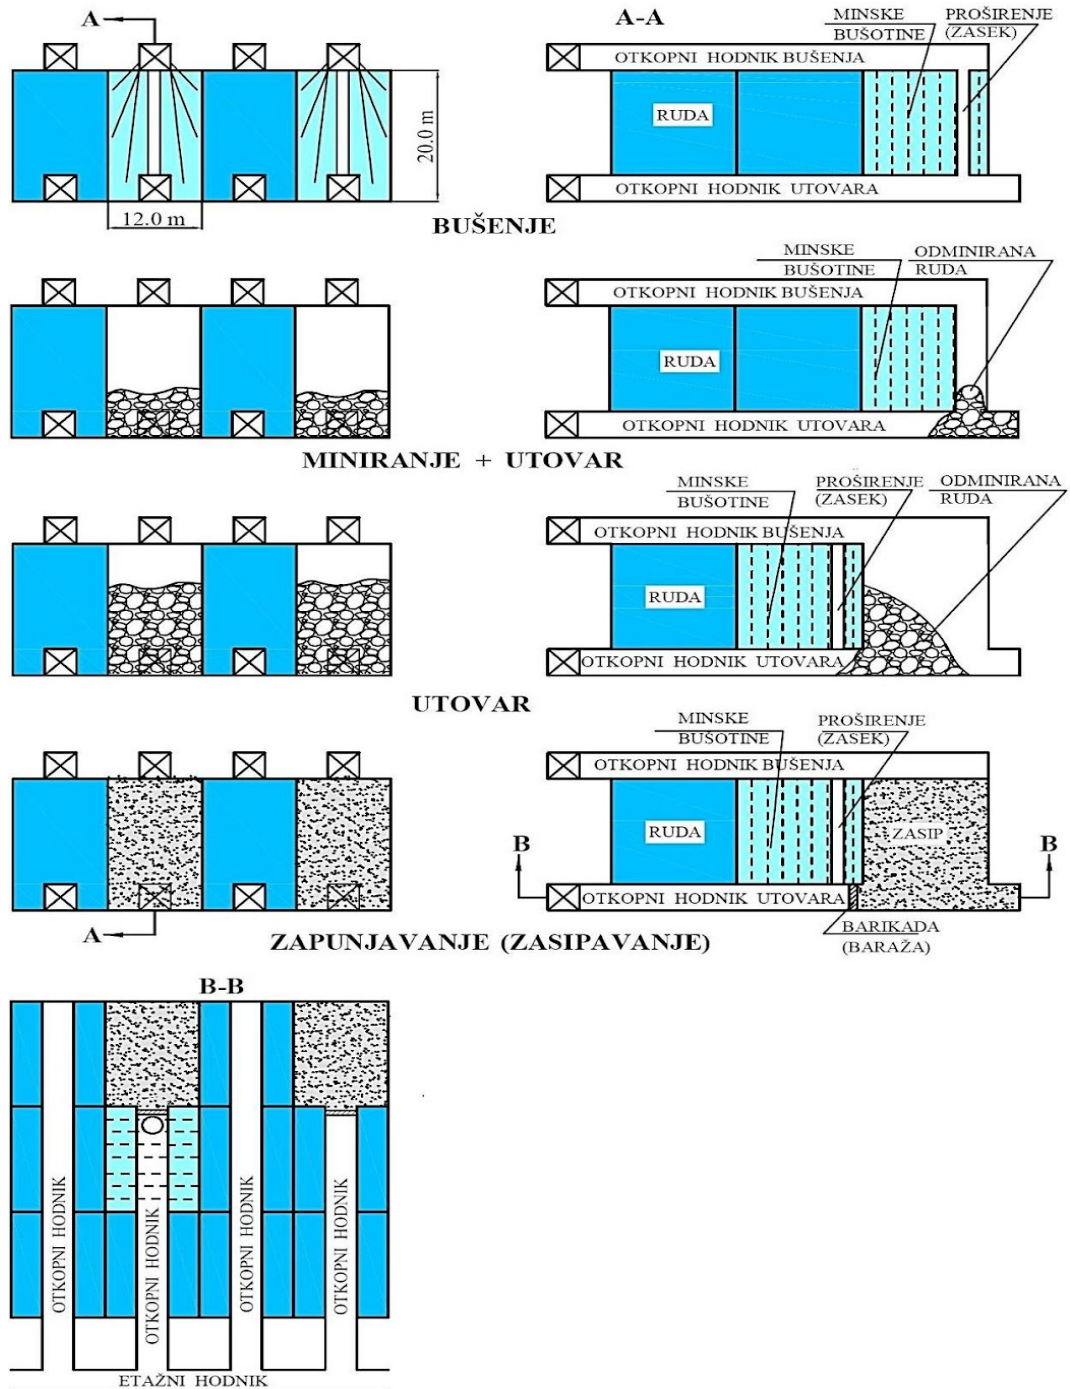 A
A-A
MINSKE
BUŠOTINE
PROŠIRENJE
(ZASEK)
OTKOPNI HODNIK BUŠENJA
RUDA
20.0 m
OTKOPNI HODNIK UTOVARA
12.0 m
BUŠENJE
MINSKE
BUŠOTINE
ODMINIRANA
RUDA
OTKOPNI HODNIK BUŠENJA
RUDA
OTKOPNI HODNIK UTOVARA
MINIRANJE + UTOVAR
MINSKE
BUŠOTINE
PROŠIRENJE
(ZASEK)
ODMINIRANA
RUDA
OTKOPNI HODNIK BUŠENJA
RUDA
OTKOPNI HODNIK UTOVARA
UTOVAR
MINSKE
BUŠOTINE
PROŠIRENJE
(ZASEK)
OTKOPNI HODNIK BUŠENJA
RUDA
ZASIP
B
B
OTKOPNI HODNIK UTOVARA
A
ZAPUNJAVANJE (ZASIPAVANJE)
BARIKADA
(BARAŽA)
B-B
OTKOPNI HODNIK
OTKOPNI HODNIK
OTKOPNI HODNIK
OTKOPNI HODNIK
ETAŽNI HODNIK